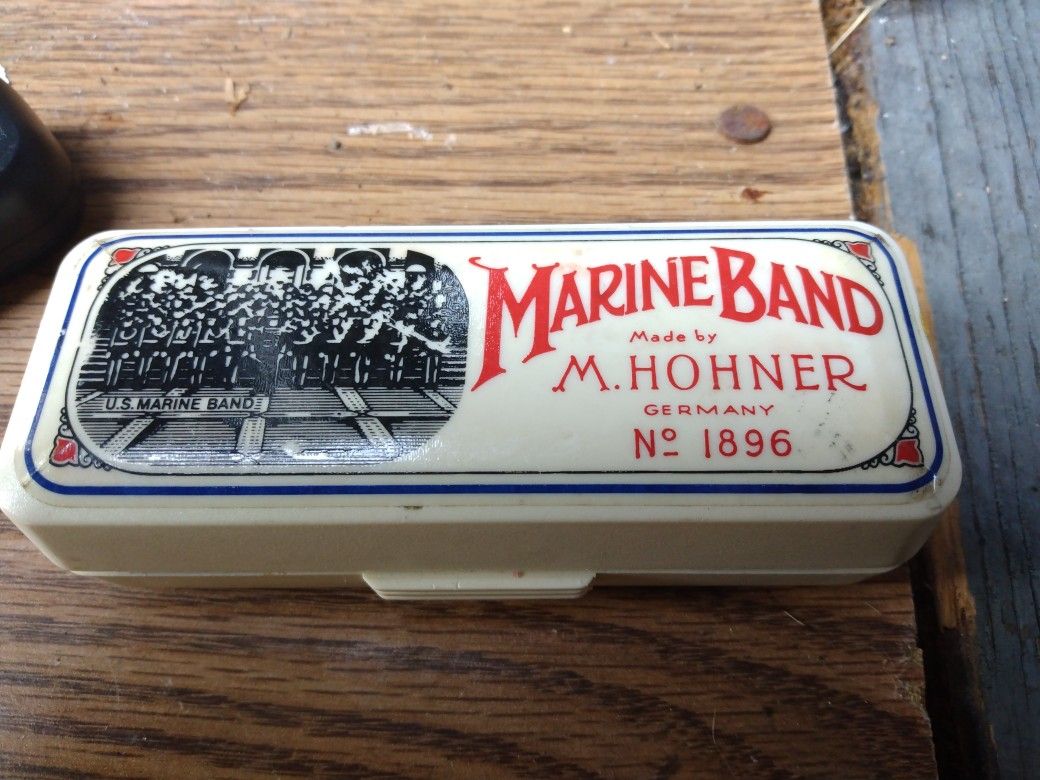 U.S. MARINE BAND
MARINE BAND
Made by
M. HOHNER
GERMANY
Nº 1896